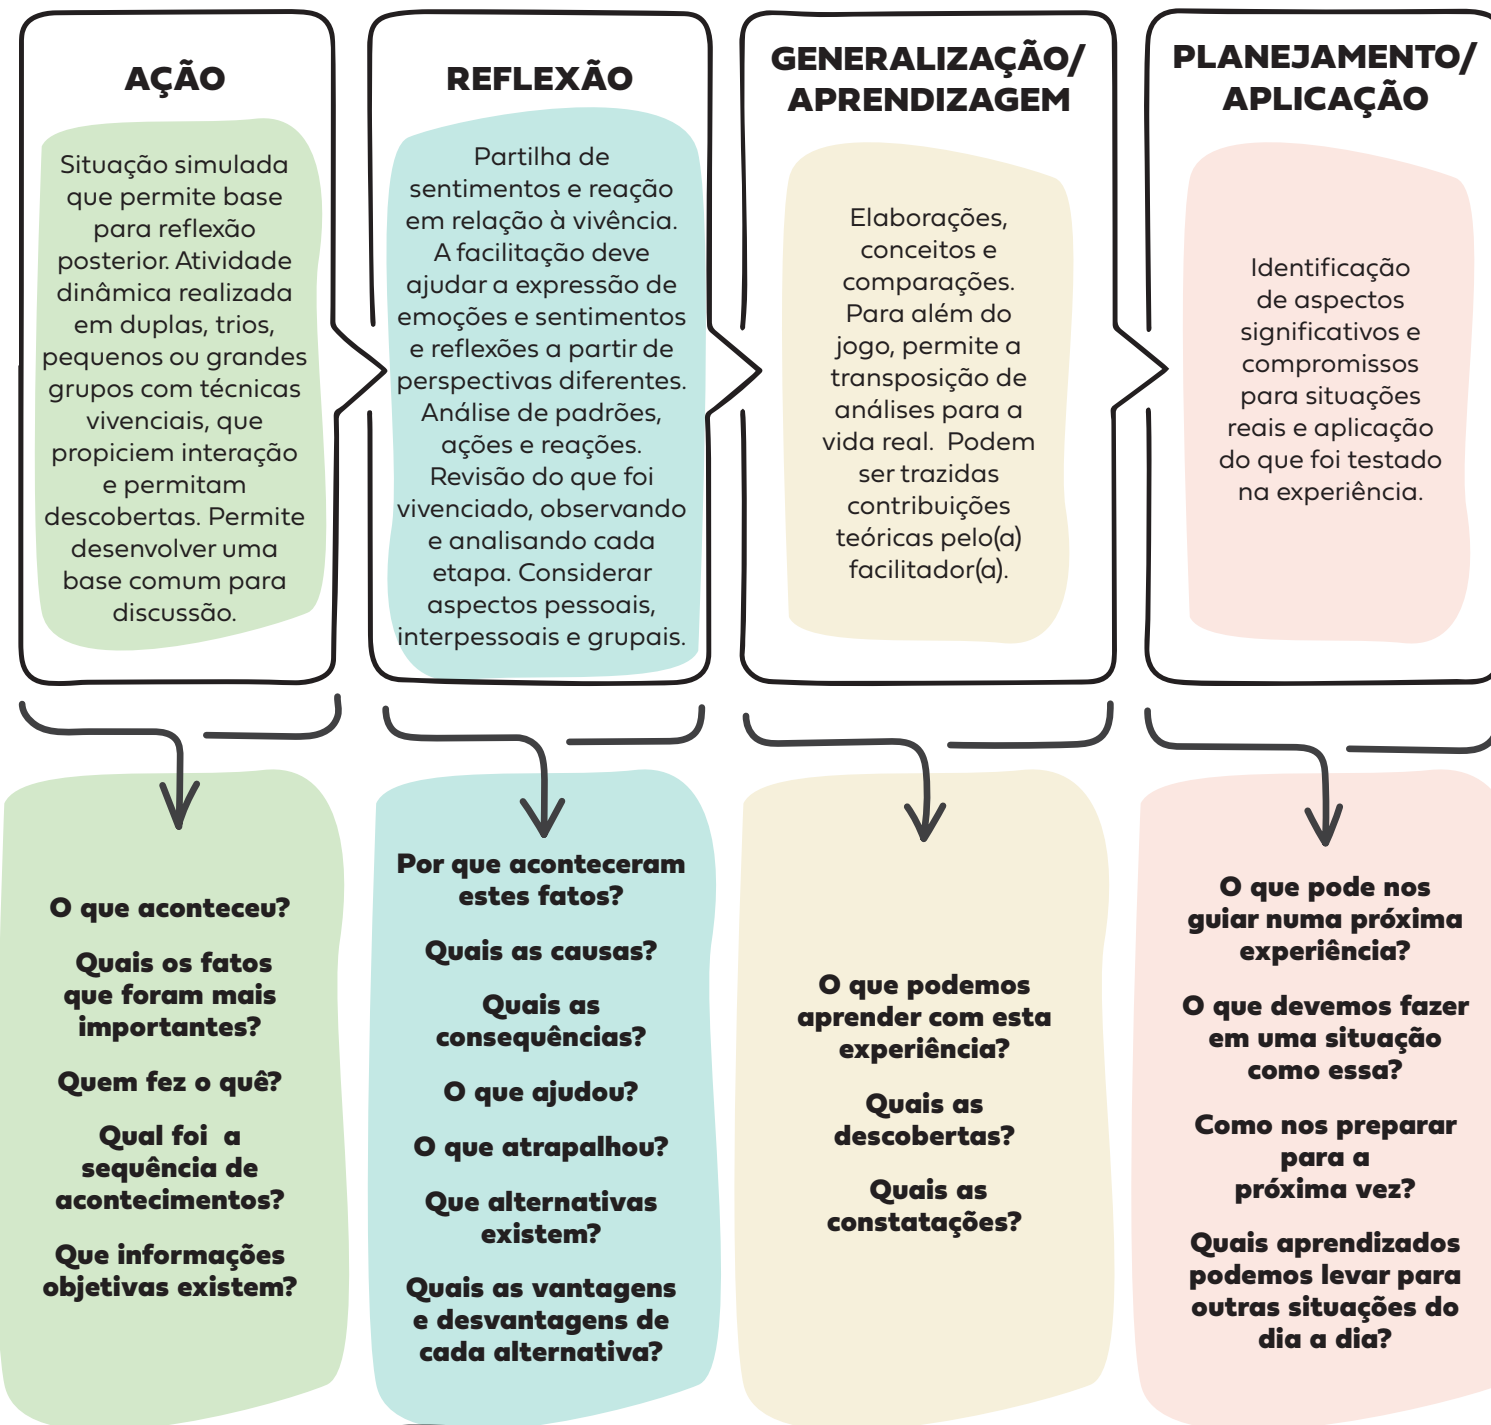 AÇÃO
Situação simulada
que permite base
para reflexão
posterior. Atividade
dinâmica realizada
em duplas, trios,
pequenos ou grandes
grupos com técnicas
vivenciais, que
propiciem interação
e permitam
descobertas. Permite
desenvolver uma
base comum para
discussão.
REFLEXÃO
Partilha de
sentimentos e reação
em relação à vivência.
A facilitação deve
ajudar a expressão de
emoções e sentimentos
e reflexões a partir de
perspectivas diferentes.
Análise de padrões,
ações e reações.
Revisão do que foi
vivenciado, observando
e analisando cada
etapa. Considerar
aspectos pessoais,
interpessoais e grupais.
GENERALIZAÇÃO/
APRENDIZAGEM
Elaborações,
conceitos e
comparações.
Para além do
jogo, permite a
transposição de
análises para a
vida real. Podem
ser trazidas
contribuições
teóricas pelo(a)
facilitador(a).
PLANEJAMENTO/
APLICAÇÃO
Identificação
de aspectos
significativos e
compromissos
para situações
reais e aplicação
do que foi testado
na experiência.
O que aconteceu?
Quais os fatos
que foram mais
importantes?
Quem fez o quê?
Qual foi a
sequência de
acontecimentos?
Que informações
objetivas existem?
Por que aconteceram
estes fatos?
Quais as causas?
Quais as
consequências?
O que ajudou?
O que atrapalhou?
Que alternativas
existem?
Quais as vantagens
e desvantagens de
cada alternativa?
O que podemos
aprender com esta
experiência?
Quais as
descobertas?
Quais as
constatações?
O que pode nos
guiar numa próxima
experiência?
O que devemos fazer
em uma situação
como essa?
Como nos preparar
para a
próxima vez?
Quais aprendizados
podemos levar para
outras situações do
dia a dia?